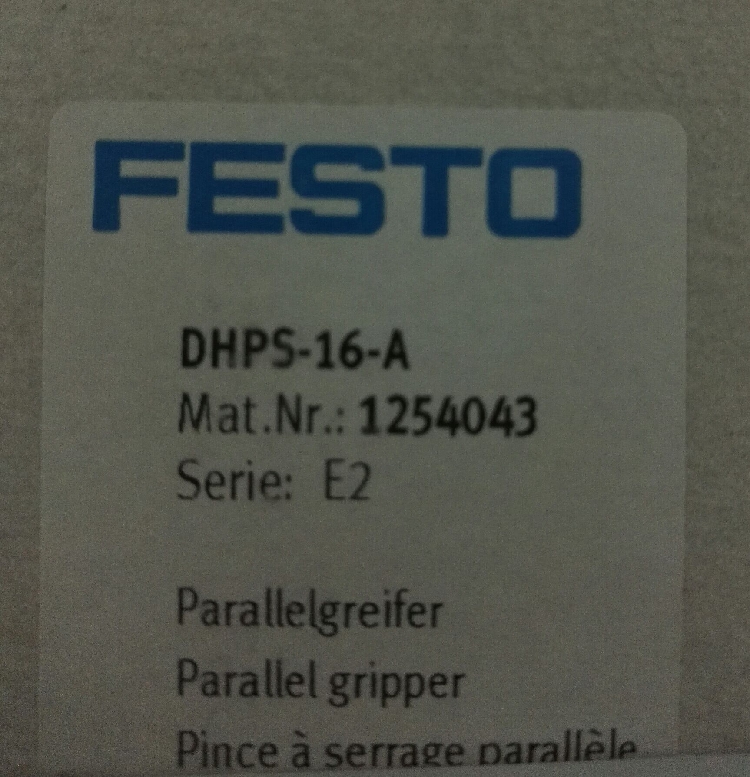 FESTO
DHPS-16-A
Mat.Nr.: 1254043
Serie: E2
Parallelgreifer
Parallel gripper
Pince à serrage parallèle